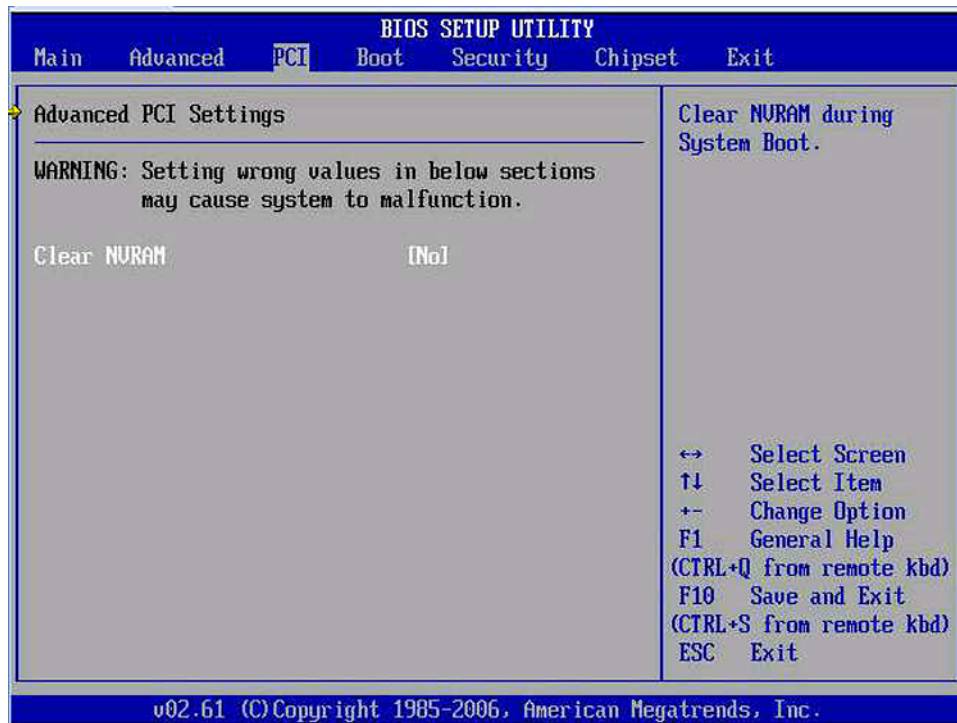 BIOS SETUP UTILITY
Main Advanced PCI Boot Security Chipset Exit
Advanced PCI Settings
WARNING: Setting wrong values in below sections
may cause system to malfunction.
Clear NVRAM [No]
Clear NVRAM during
System Boot.
↔ Select Screen
↑↓ Select Item
+- Change Option
F1 General Help
(CTRL+Q from remote kbd)
F10 Save and Exit
(CTRL+S from remote kbd)
ESC Exit
v02.61 (C)Copyright 1985-2006, American Megatrends, Inc.